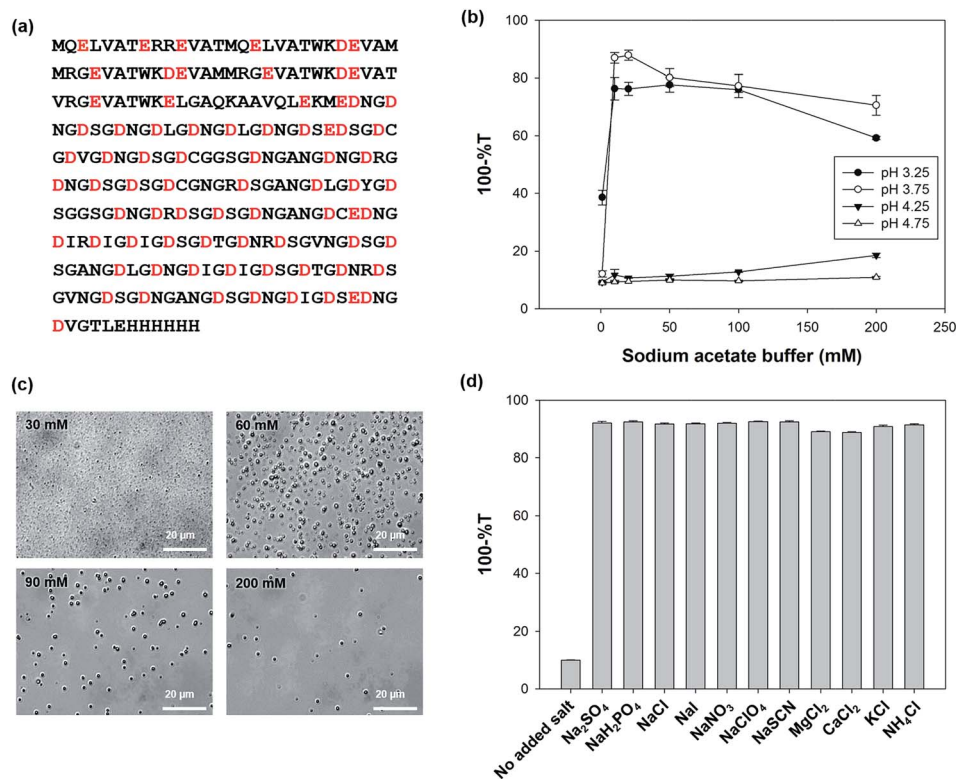 (a)
MQELVATERREVATMQELVATWKDEVAM
MRGEVATWKDEVAMMRGEVATWKDEVAT
VRGEVATWKELGAQKAAVQLEKMEDNGD
NGDSGDNGDLGDNGDLGDNGDSEDSGDC
GDVGDNGDSGDCGGSGDNGANGDNGDRG
DNGDSGDSGDCGNGRDSGANGDLGDYGD
SGGSGDNGDRDSGDSGDNGANGDCEDNG
DIRDIGDIGDSGDTGDNRDSGVNGDSGD
SGANGDLGDNGDIGDIGDSGDTGDNRDS
GVNGDSGDNGANGDSGDNGDIGDSEDNG
DVGTLEHHHHHH
(b)
100-%T
100
80
60
40
20
0
pH 3.25
pH 3.75
pH 4.25
pH 4.75
0 50 100 150 200 250
Sodium acetate buffer (mM)
(c)
30 mM
20 µm
60 mM
20 µm
90 mM
20 µm
200 mM
20 µm
(d)
100-%T
100
80
60
40
20
0
No added salt
Na₂SO₄
NaH₂PO₄
NaCl
NaI
NaNO₃
NaClO₄
NaSCN
MgCl₂
CaCl₂
KCl
NH₄Cl